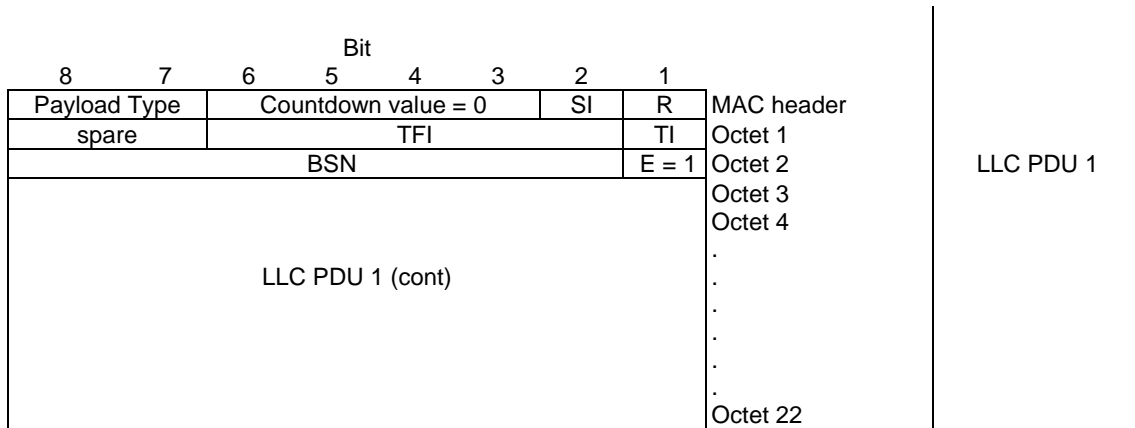 Bit
8 7 6 5 4 3 2 1
Payload Type Countdown value = 0 SI R MAC header
spare TFI TI Octet 1
BSN E = 1 Octet 2 LLC PDU 1
Octet 3
Octet 4
.
LLC PDU 1 (cont) .
.
.
.
.
Octet 22